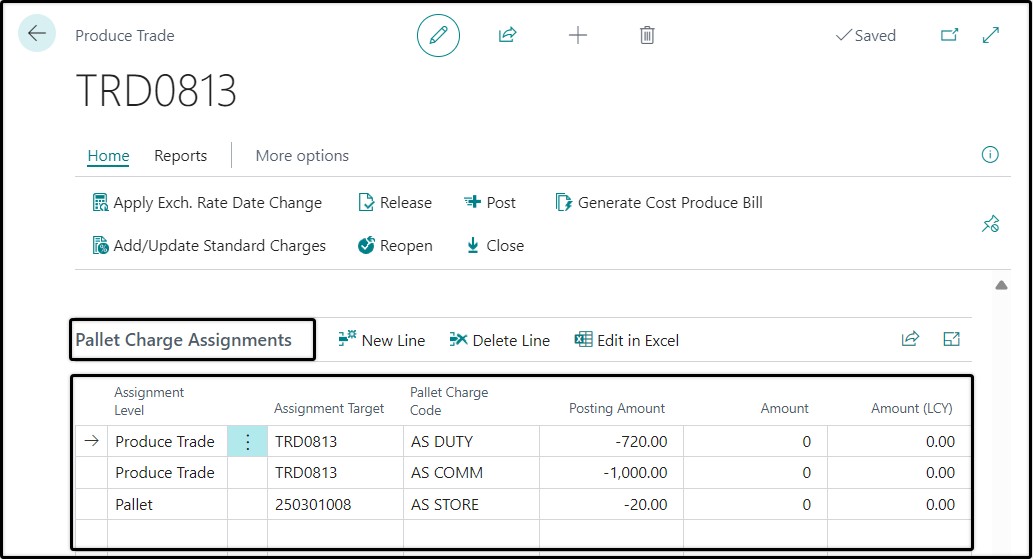 Produce Trade
Saved
TRD0813
Home Reports More options
Apply Exch. Rate Date Change Release Post Generate Cost Produce Bill
Add/Update Standard Charges Reopen Close
Pallet Charge Assignments New Line Delete Line Edit in Excel
Assignment Level Assignment Target Pallet Charge Code Posting Amount Amount Amount (LCY)
Produce Trade TRD0813 AS DUTY -720.00 0 0.00
Produce Trade TRD0813 AS COMM -1,000.00 0 0.00
Pallet 250301008 AS STORE -20.00 0 0.00